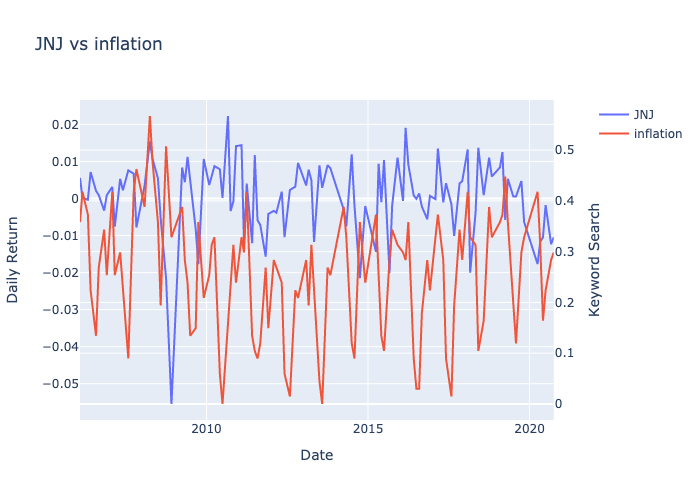 JNJ vs inflation
JNJ
inflation
0.02
0.01
0
−0.01
−0.02
−0.03
−0.04
−0.05
0.5
0.4
0.3
0.2
0.1
0
Daily Return
Keyword Search
2010
2015
2020
Date